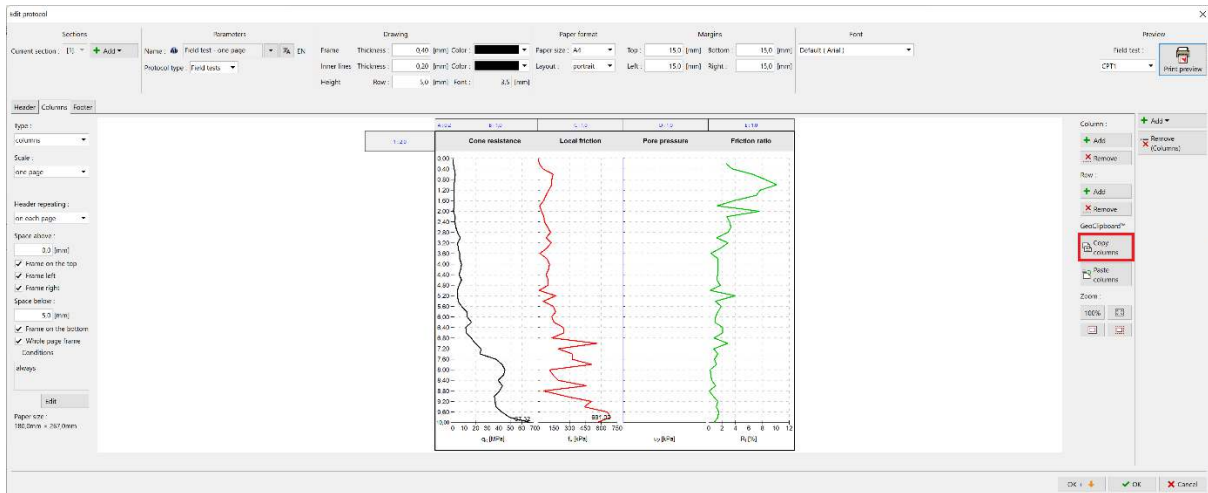 Edit protocol
Sections
Parameters
Drawing
Paper format
Margins
Font
Preview
Current section : [1] Add
Name : Field test - one page EN
Frame Thickness : 0,40 [mm] Color :
Paper size : A4
Top : 15,0 [mm] Bottom : 15,0 [mm]
Default (Arial)
Field test :
Protocol type : Field tests
Inner lines Thickness : 0,20 [mm] Color :
Layout : portrait
Left : 15,0 [mm] Right : 15,0 [mm]
CPT1
Print preview
Height Row : 5,0 [mm] Font : 3,5 [mm]
Header Columns Footer
Type :
columns
Scale :
one page
Header repeating :
on each page
Space above :
0,0 [mm]
Frame on the top
Frame left
Frame right
Space below :
5,0 [mm]
Frame on the bottom
Whole page frame
Conditions
always
Edit
Paper size :
180,0mm × 267,0mm
Cone resistance
Local friction
Pore pressure
Friction ratio
0.00
0.40
0.80
1.20
1.60
2.00
2.40
2.80
3.20
3.60
4.00
4.40
4.80
5.20
5.60
6.00
6.40
6.80
7.20
7.60
8.00
8.40
8.80
9.20
9.60
10.00
0 10 20 30 40 50 60 70
150 300 450 600 750
0 2 4 6 8 10 12
[MPa]
[kPa]
[kPa]
[%]
Column :
Add
Remove
Row :
Add
Remove
GeoClipboard™
Copy
columns
Paste
columns
Zoom :
100%
Add
Remove
(Columns)
OK + OK Cancel